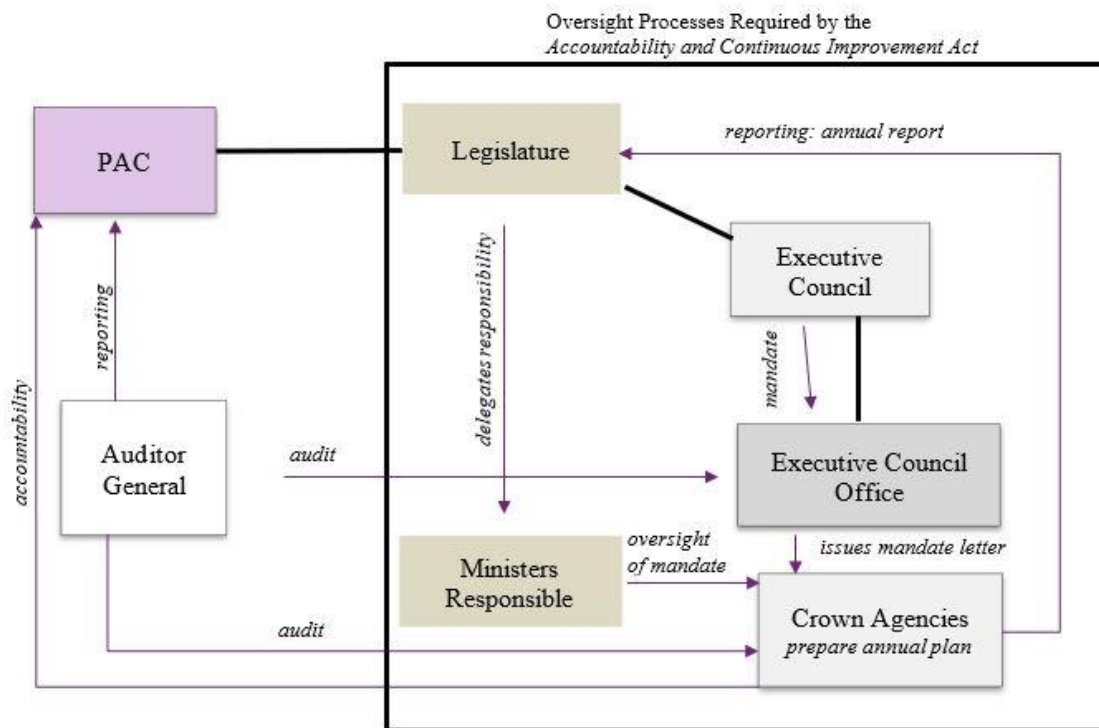 Oversight Processes Required by the
Accountability and Continuous Improvement Act
PAC
Legislature
reporting: annual report
Executive
Council
delegates responsibility
reporting
mandate
accountability
Auditor
General
audit
Executive Council
Office
Ministers
Responsible
oversight
of mandate
issues mandate letter
Crown Agencies
prepare annual plan
audit